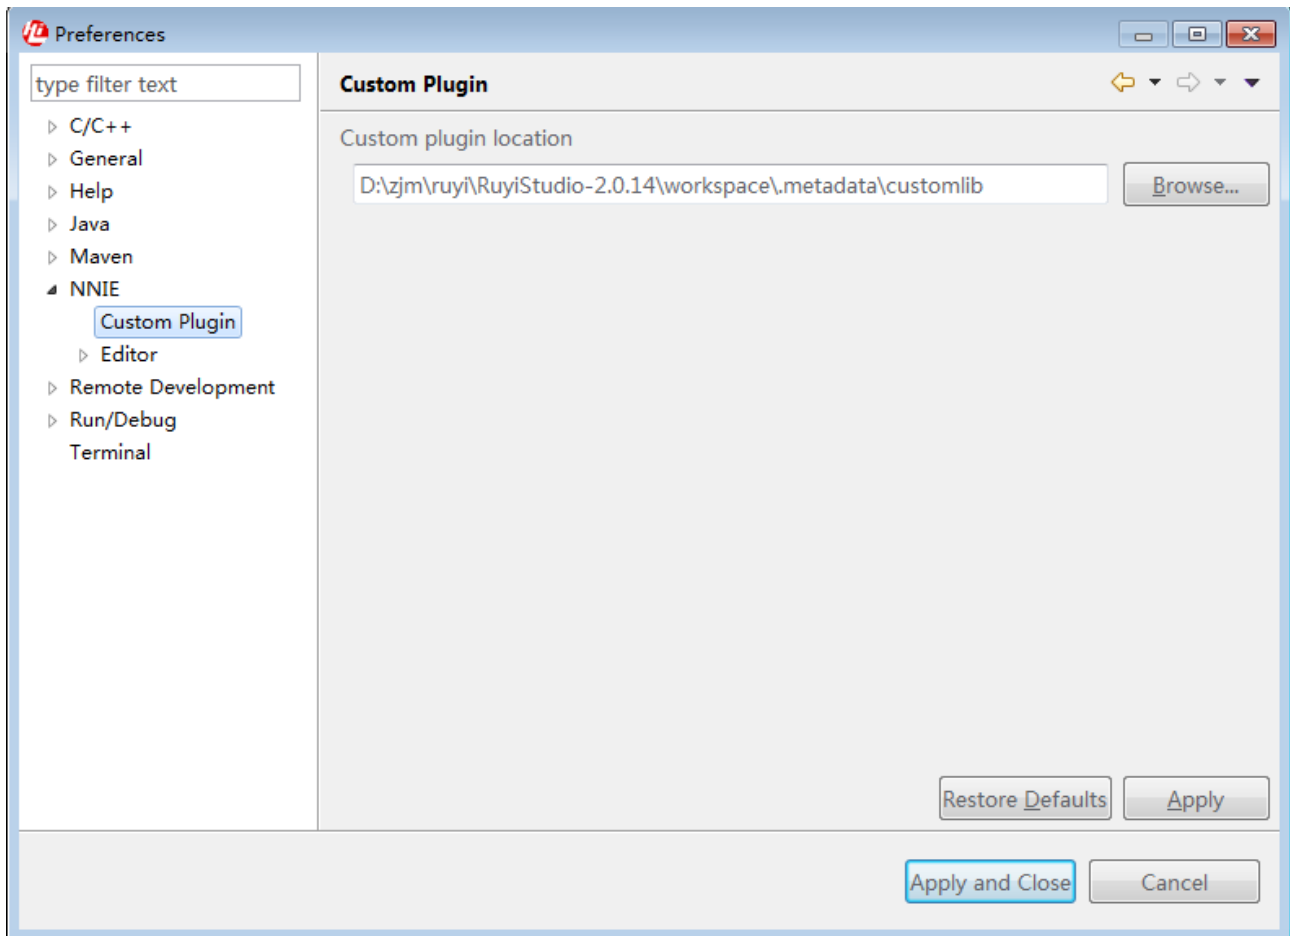 Preferences
type filter text
C/C++
General
Help
Java
Maven
NNIE
Custom Plugin
Editor
Remote Development
Run/Debug
Terminal
Custom Plugin
Custom plugin location
D:\zjm\ruyi\RuyiStudio-2.0.14\workspace\.metadata\customlib
Browse...
Restore Defaults
Apply
Apply and Close
Cancel